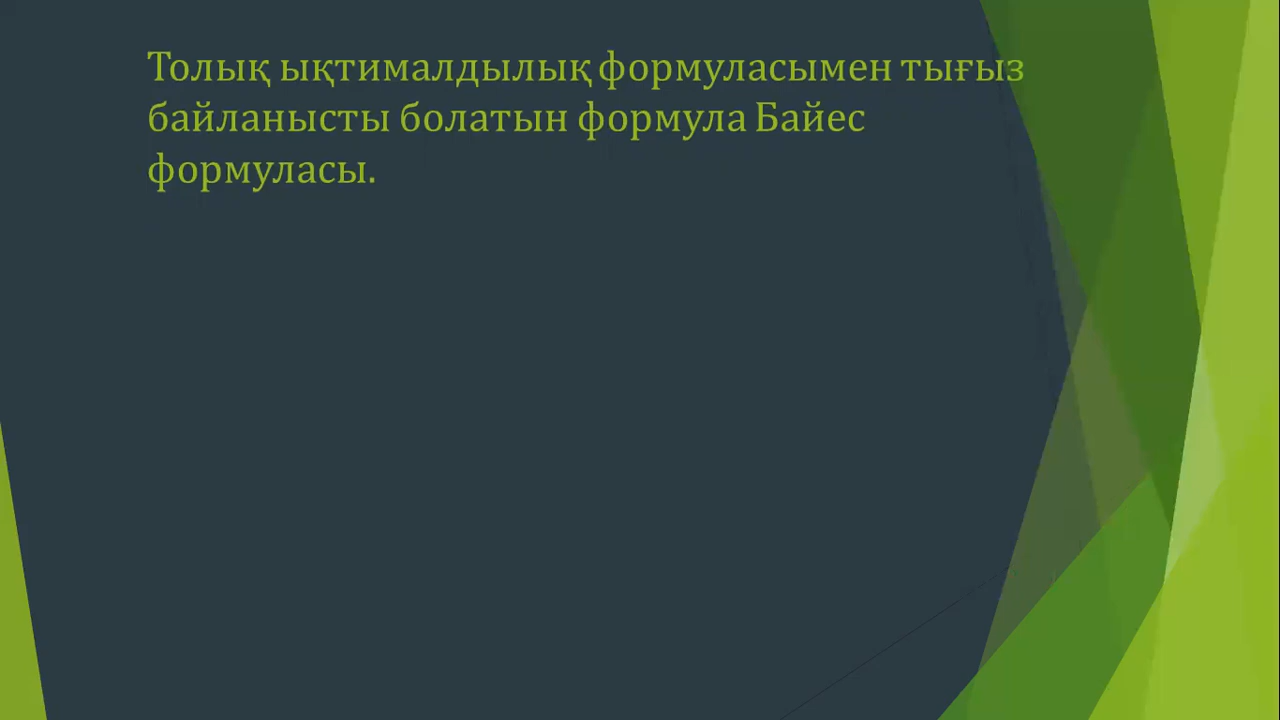 Толық ықтималдылық формуласымен тығыз
байланысты болатын формула Байес
формуласы.